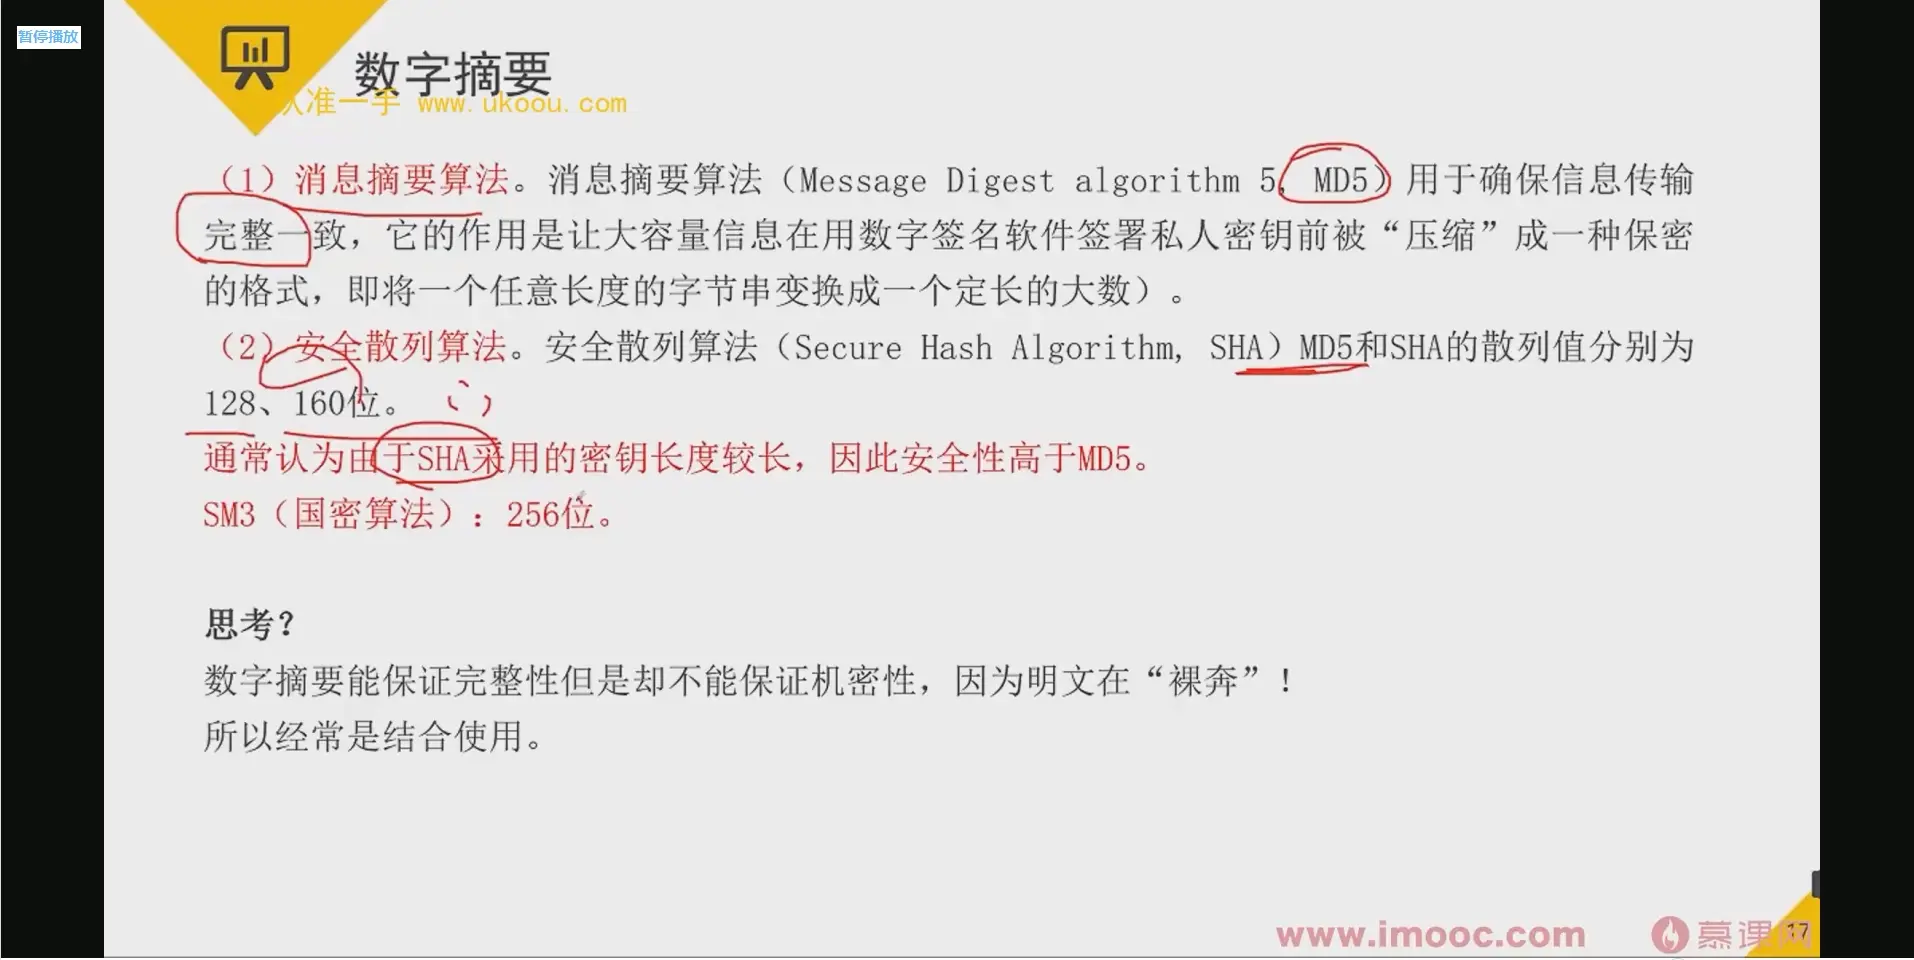 暂停播放
数字摘要
认准一手 www.ukoou.com
（1）消息摘要算法。消息摘要算法（Message Digest algorithm 5, MD5）用于确保信息传输
完整一致，它的作用是让大容量信息在用数字签名软件签署私人密钥前被“压缩”成一种保密
的格式，即将一个任意长度的字节串变换成一个定长的大数）。
（2）安全散列算法。安全散列算法（Secure Hash Algorithm, SHA）MD5和SHA的散列值分别为
128、160位。
通常认为由于SHA采用的密钥长度较长，因此安全性高于MD5。
SM3（国密算法）：256位。
思考？
数字摘要能保证完整性但是却不能保证机密性，因为明文在“裸奔”！
所以经常是结合使用。
www.imooc.com 慕课网
17